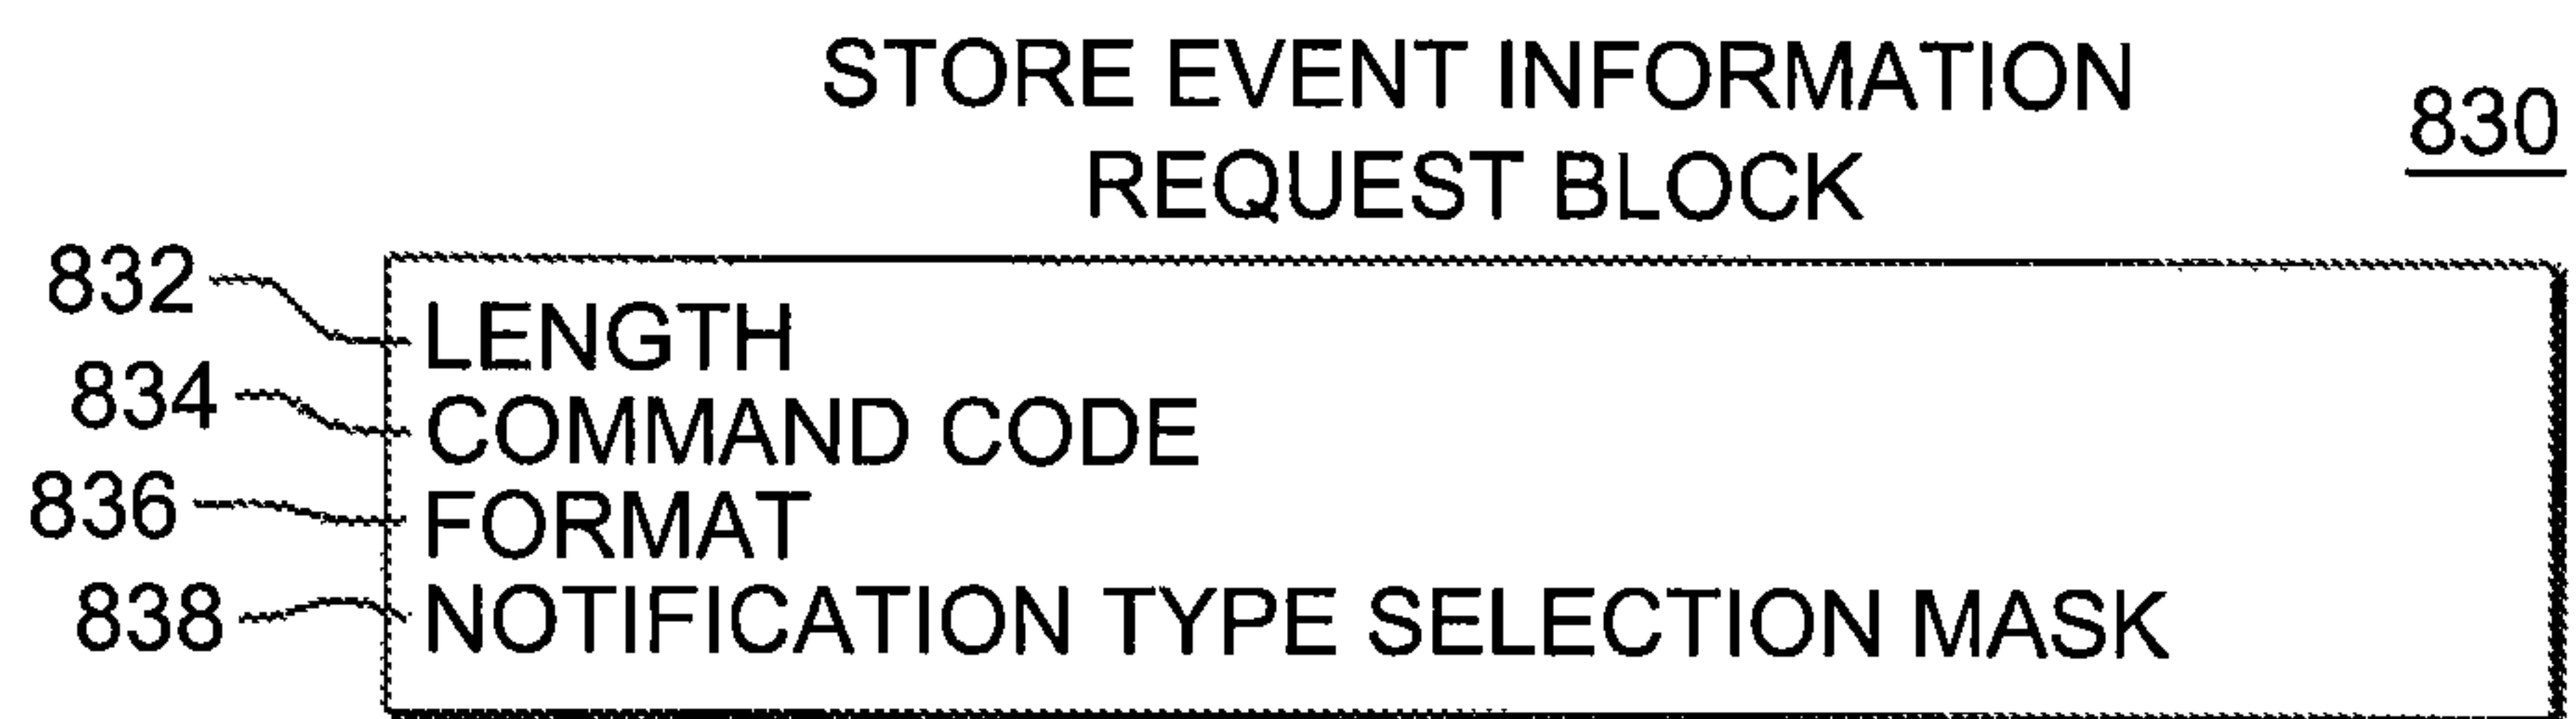 STORE EVENT INFORMATION
REQUEST BLOCK
830
832 LENGTH
834 COMMAND CODE
836 FORMAT
838 NOTIFICATION TYPE SELECTION MASK